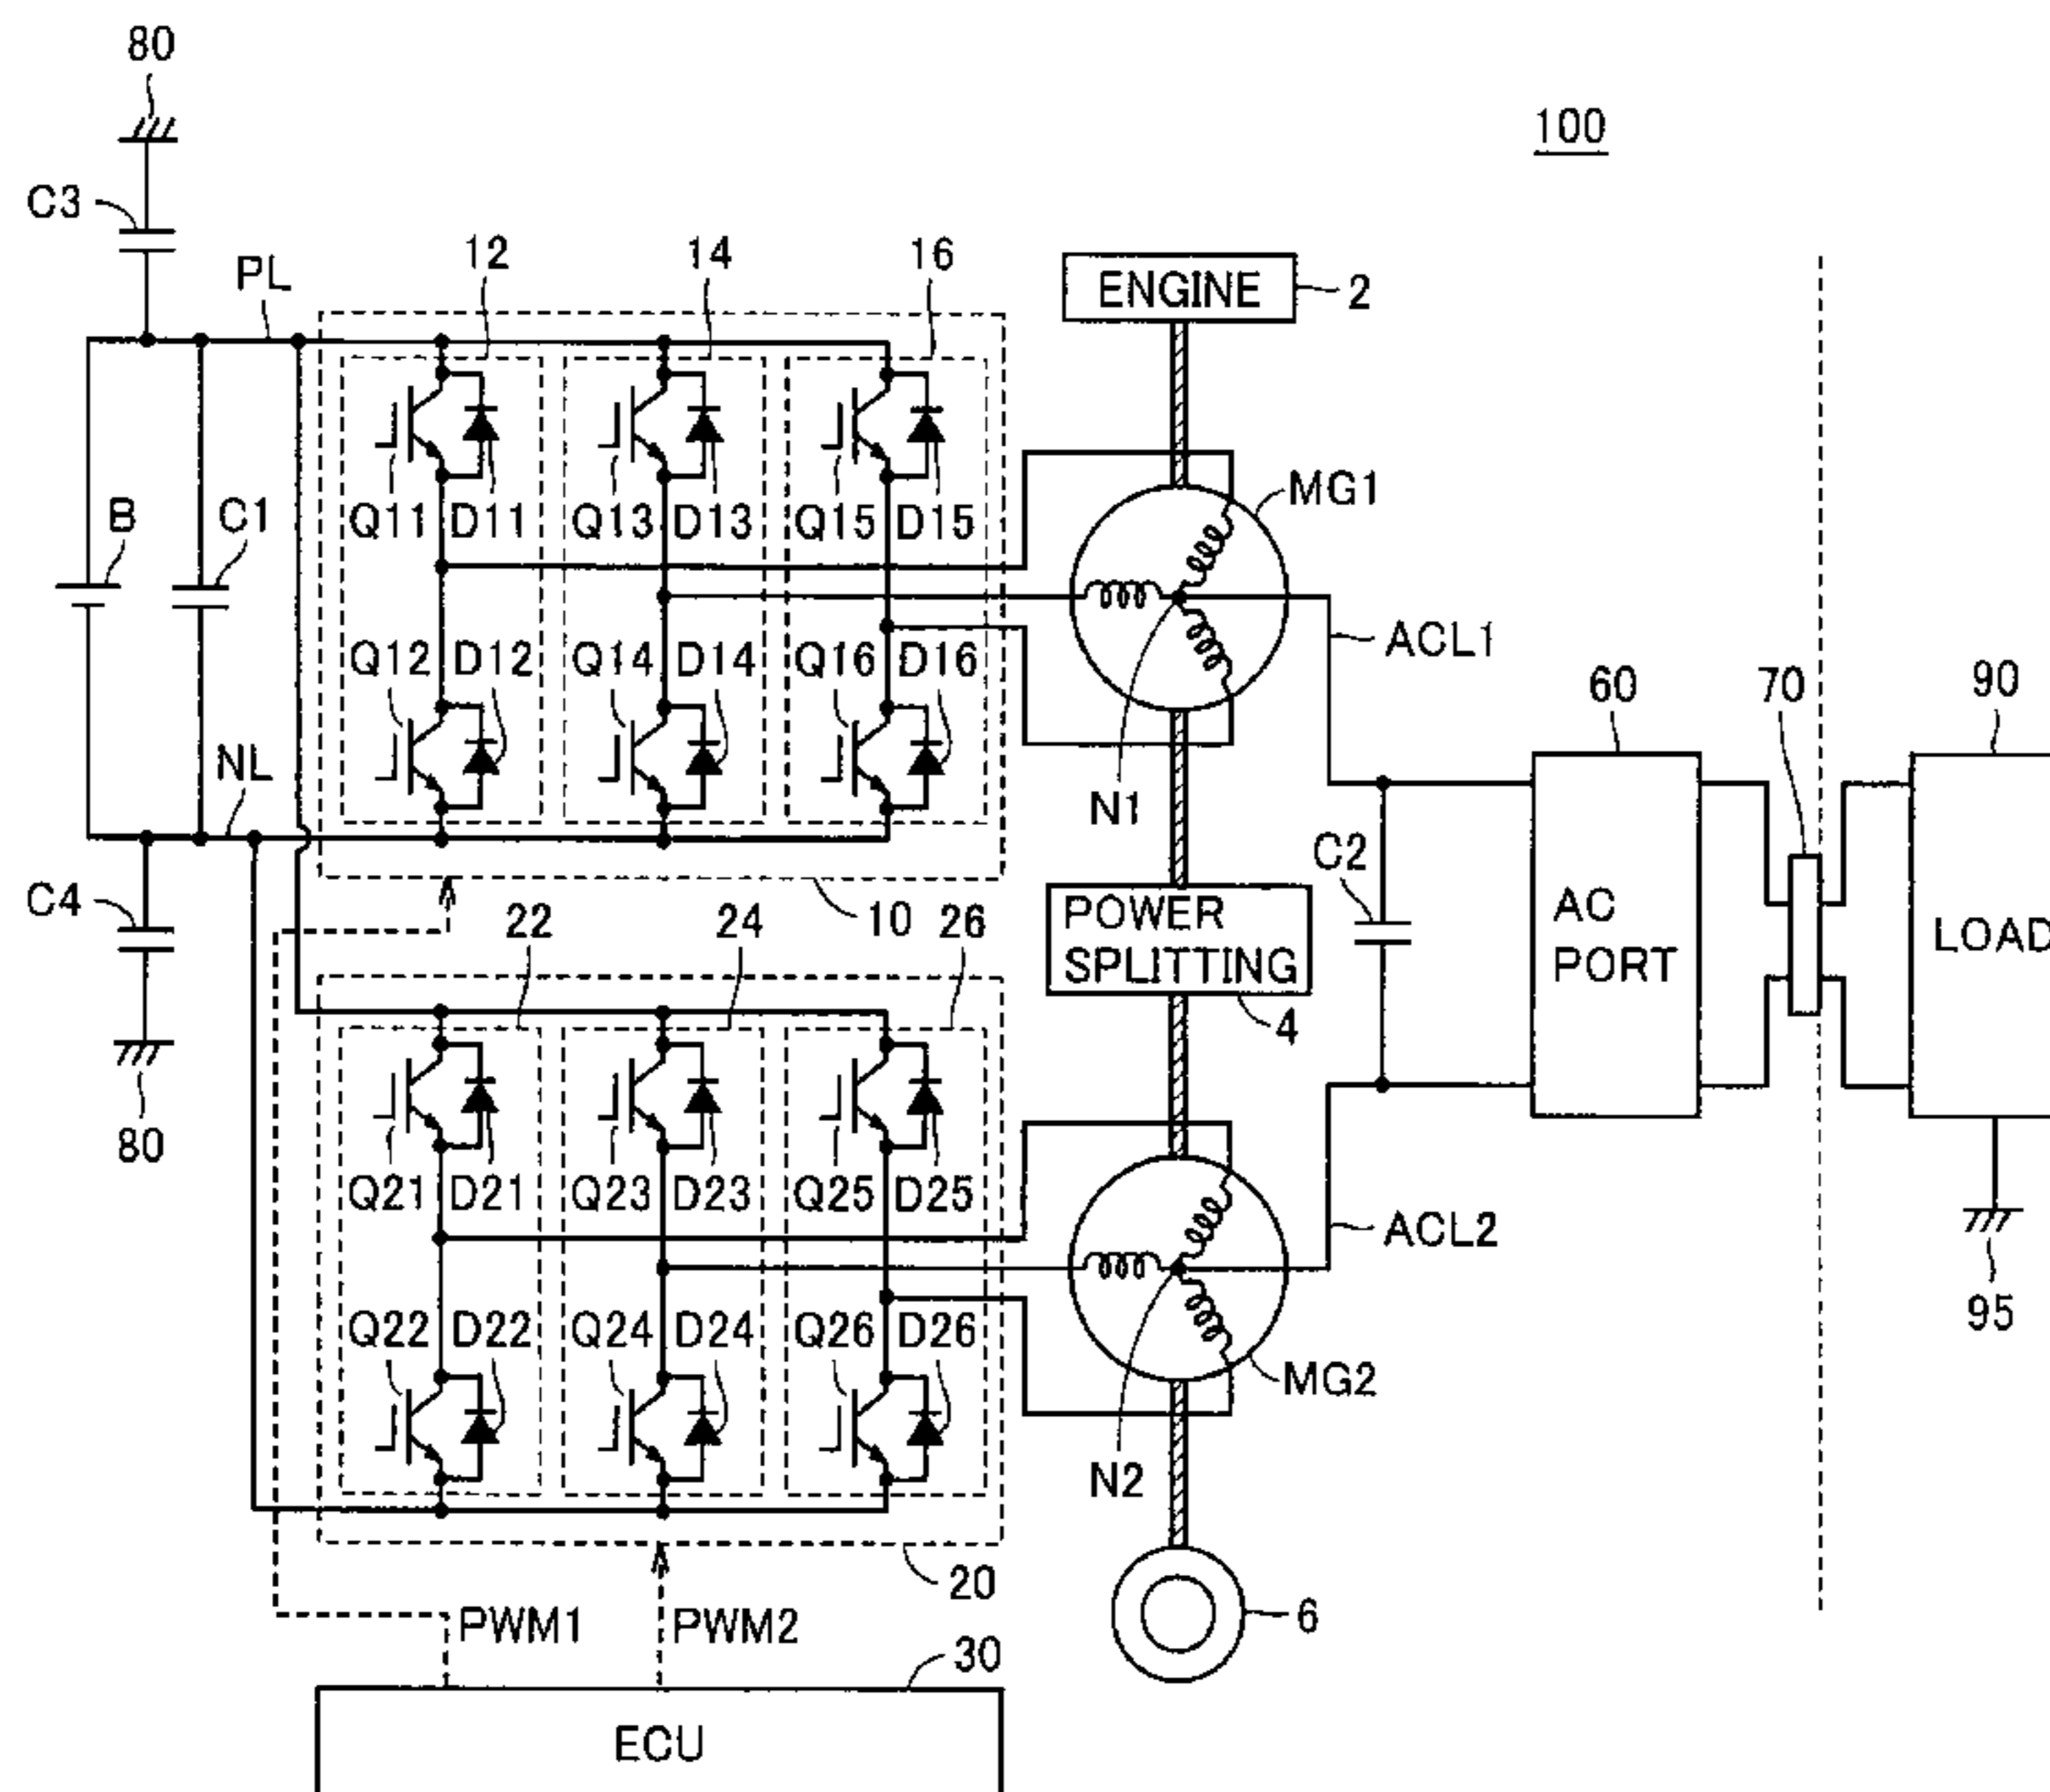 80
100
C3
12
14
16
PL
ENGINE
2
MG1
B
C1
Q11
D11
Q13
D13
Q15
D15
ACL1
Q12
D12
Q14
D14
Q16
D16
60
70
90
NL
N1
C2
C4
10
POWER
SPLITTING
AC
PORT
LOAD
22
24
26
4
80
Q21
D21
Q23
D23
Q25
D25
ACL2
95
Q22
D22
Q24
D24
Q26
D26
MG2
N2
20
6
PWM1
PWM2
30
ECU